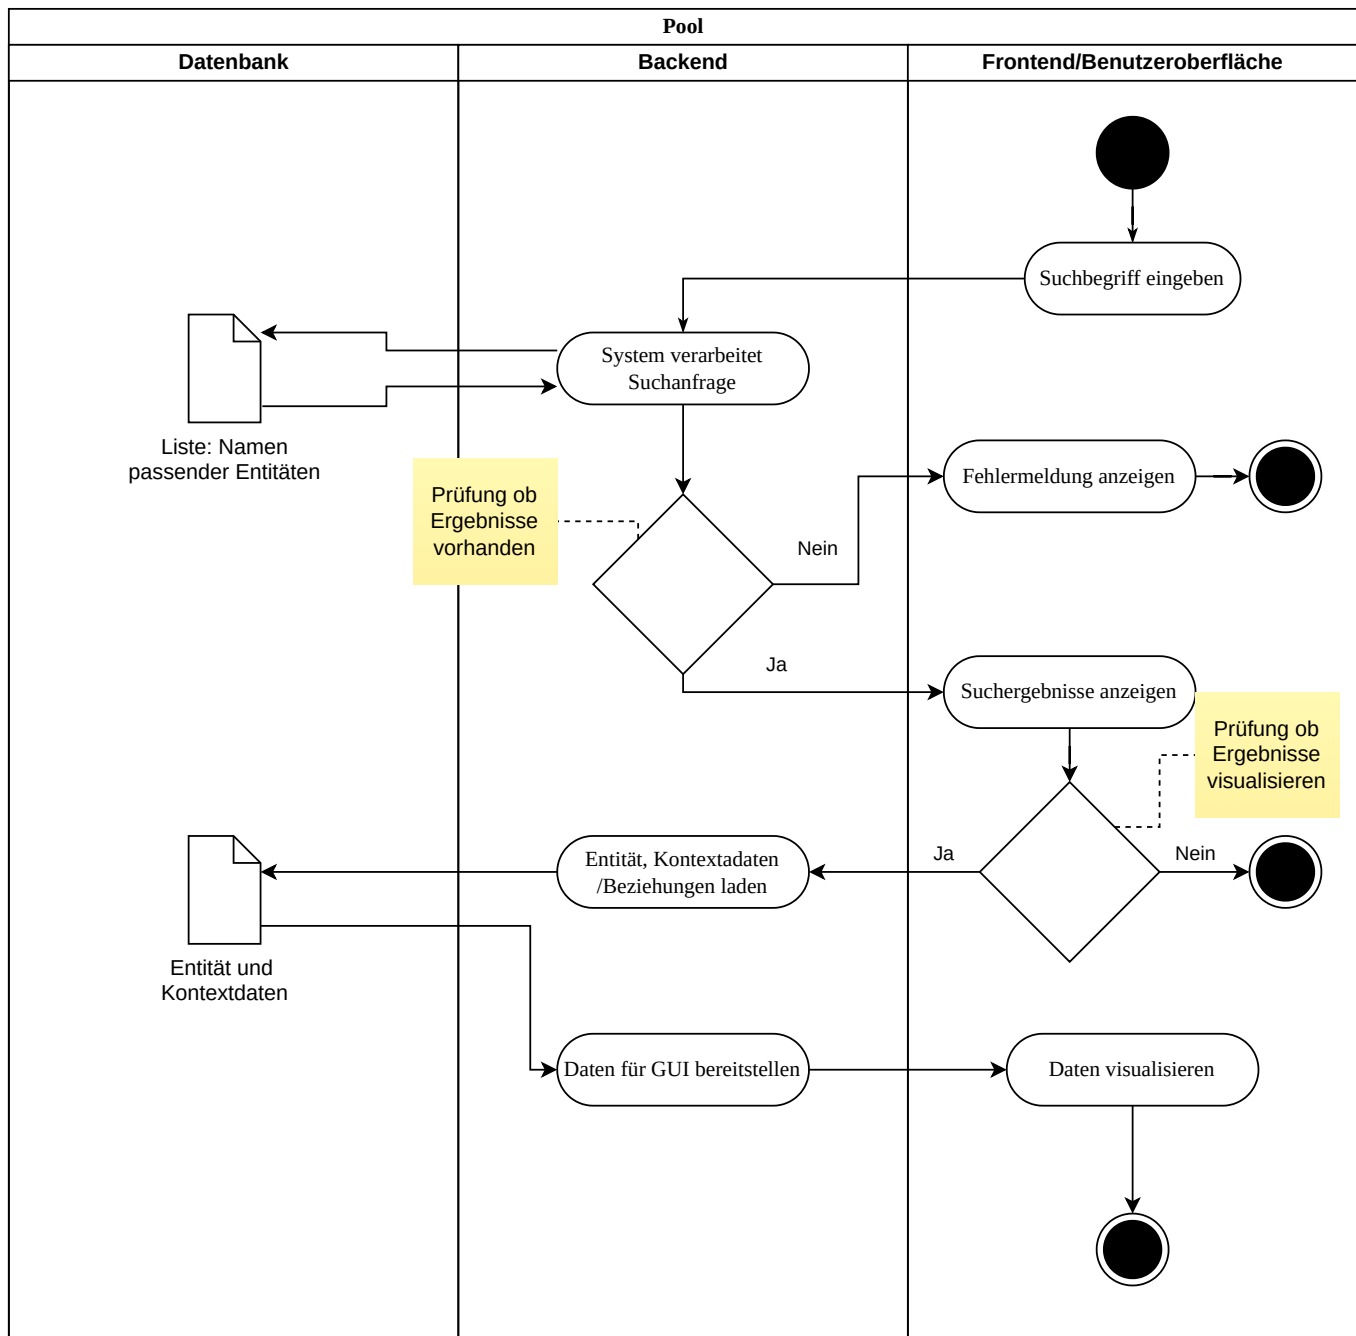 Pool
Datenbank
Backend
Frontend/Benutzeroberfläche
Suchbegriff eingeben
System verarbeitet
Suchanfrage
Liste: Namen
passender Entitäten
Prüfung ob
Ergebnisse
vorhanden
Nein
Fehlermeldung anzeigen
Ja
Suchergebnisse anzeigen
Prüfung ob
Ergebnisse
visualisieren
Ja
Nein
Entität, Kontextadaten
/Beziehungen laden
Entität und
Kontextdaten
Daten für GUI bereitstellen
Daten visualisieren